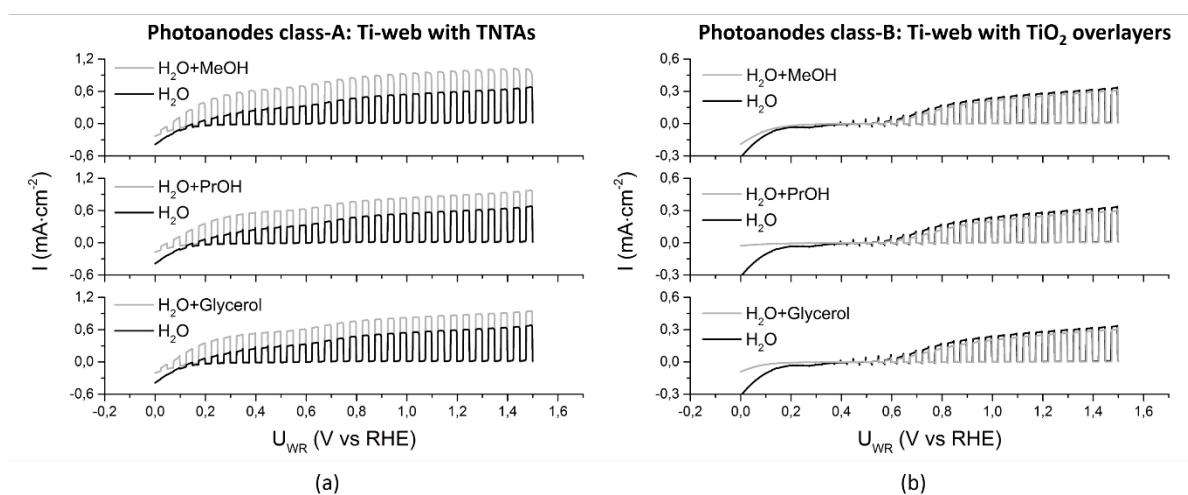 Photoanodes class-A: Ti-web with TNTAs
1,2
0,6
0,0
-0,6
H2O+MeOH
H2O
1,2
0,6
0,0
-0,6
H2O+PrOH
H2O
1,2
0,6
0,0
-0,6
H2O+Glycerol
H2O
I (mA·cm-2)
-0,2 0,0 0,2 0,4 0,6 0,8 1,0 1,2 1,4 1,6
UWR (V vs RHE)
(a)
Photoanodes class-B: Ti-web with TiO2 overlayers
0,6
0,3
0,0
-0,3
H2O+MeOH
H2O
0,6
0,3
0,0
-0,3
H2O+PrOH
H2O
0,6
0,3
0,0
-0,3
H2O+Glycerol
H2O
I (mA·cm-2)
-0,2 0,0 0,2 0,4 0,6 0,8 1,0 1,2 1,4 1,6
UWR (V vs RHE)
(b)